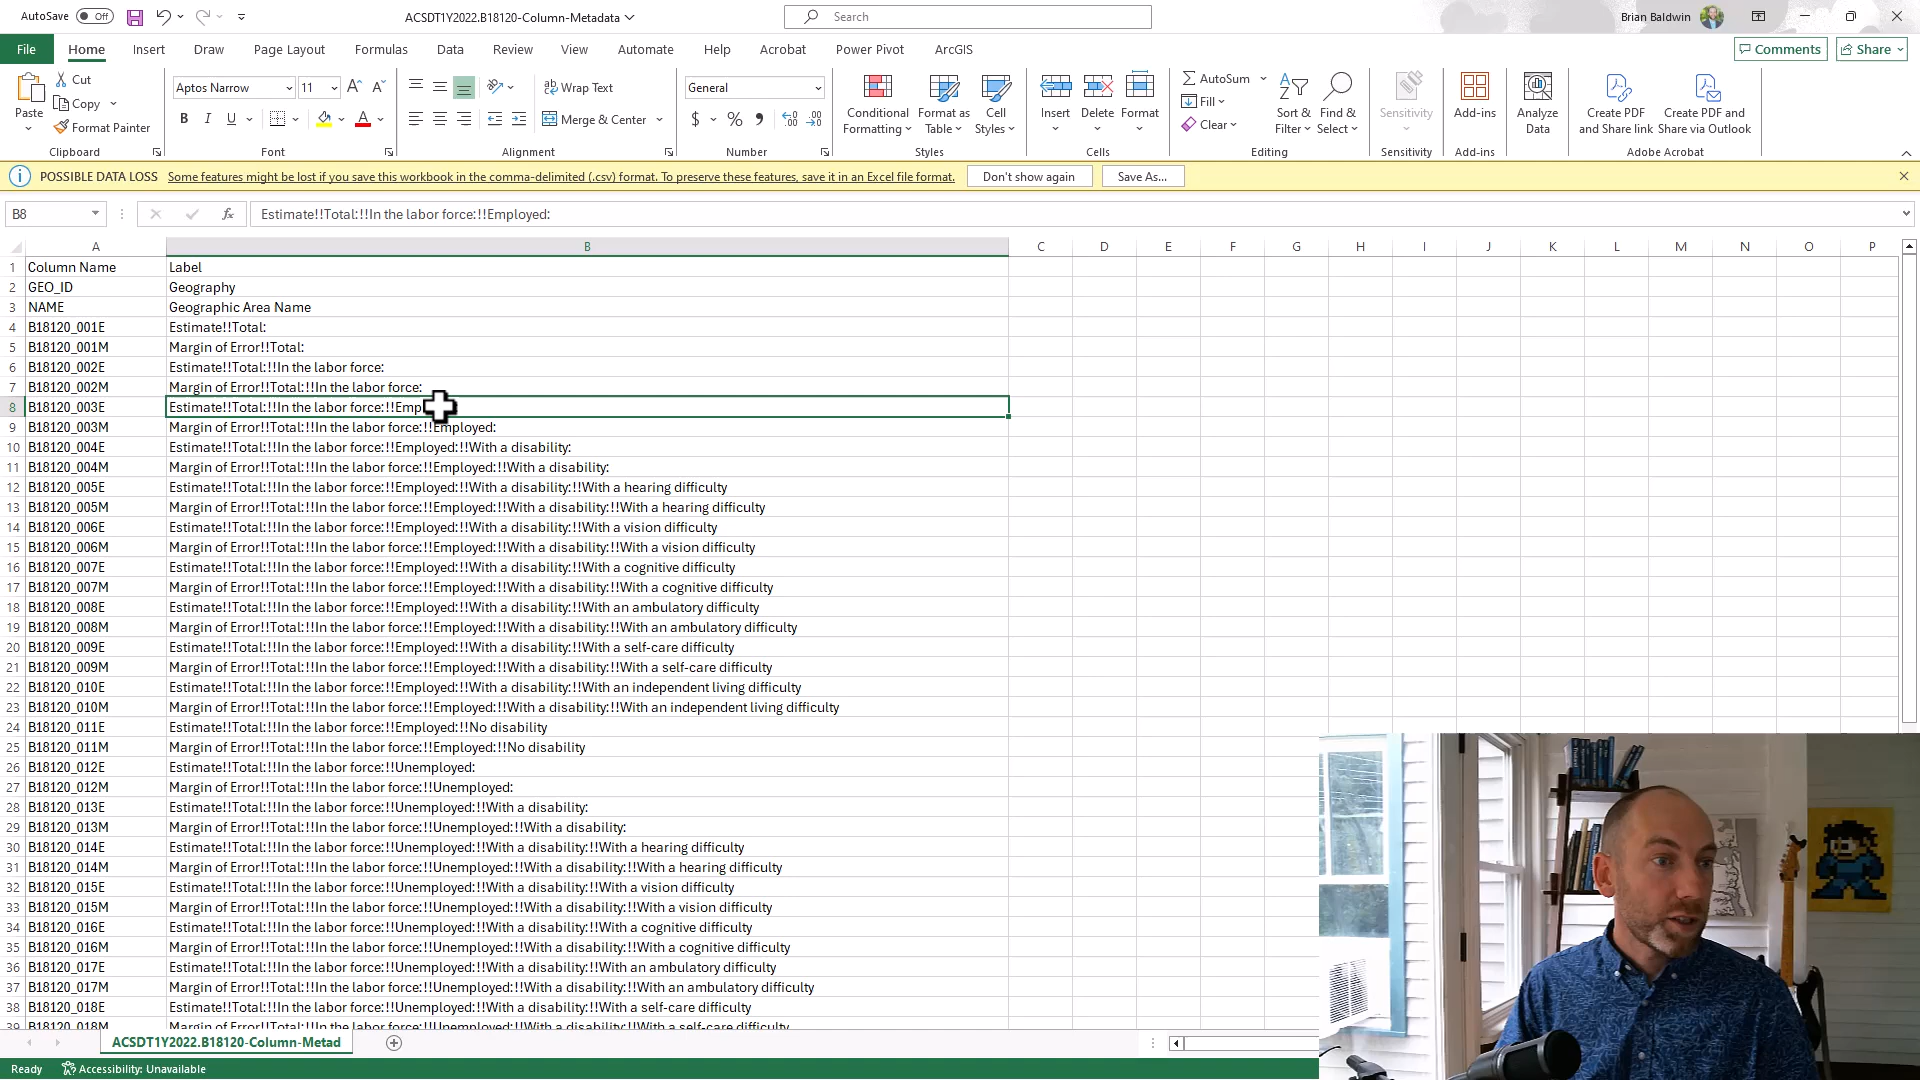 AutoSave Off ACSDT1Y2022.B18120-Column-Metadata Search Brian Baldwin
File Home Insert Draw Page Layout Formulas Data Review View Automate Help Acrobat Power Pivot ArcGIS Comments Share
Paste Cut Copy Format Painter Clipboard
Aptos Narrow 11 B I U Font
Wrap Text Merge & Center Alignment
General $ % Number
Conditional Formatting Format as Table Cell Styles Styles
Insert Delete Format Cells
AutoSum Fill Clear Sort & Filter Find & Select Editing
Sensitivity Sensitivity
Add-ins Add-ins
Analyze Data
Create PDF and Share link Create PDF and Share via Outlook Adobe Acrobat
POSSIBLE DATA LOSS Some features might be lost if you save this workbook in the comma-delimited (.csv) format. To preserve these features, save it in an Excel file format. Don't show again Save As...
B8 fx Estimate!!Total:!!In the labor force:!!Employed:
A B C D E F G H I J K L M N O P
1 Column Name Label
2 GEO_ID Geography
3 NAME Geographic Area Name
4 B18120_001E Estimate!!Total:
5 B18120_001M Margin of Error!!Total:
6 B18120_002E Estimate!!Total:!!In the labor force:
7 B18120_002M Margin of Error!!Total:!!In the labor force:
8 B18120_003E Estimate!!Total:!!In the labor force:!!Emp
9 B18120_003M Margin of Error!!Total:!!In the labor force:!!Employed:
10 B18120_004E Estimate!!Total:!!In the labor force:!!Employed:!!With a disability:
11 B18120_004M Margin of Error!!Total:!!In the labor force:!!Employed:!!With a disability:
12 B18120_005E Estimate!!Total:!!In the labor force:!!Employed:!!With a disability:!!With a hearing difficulty
13 B18120_005M Margin of Error!!Total:!!In the labor force:!!Employed:!!With a disability:!!With a hearing difficulty
14 B18120_006E Estimate!!Total:!!In the labor force:!!Employed:!!With a disability:!!With a vision difficulty
15 B18120_006M Margin of Error!!Total:!!In the labor force:!!Employed:!!With a disability:!!With a vision difficulty
16 B18120_007E Estimate!!Total:!!In the labor force:!!Employed:!!With a disability:!!With a cognitive difficulty
17 B18120_007M Margin of Error!!Total:!!In the labor force:!!Employed:!!With a disability:!!With a cognitive difficulty
18 B18120_008E Estimate!!Total:!!In the labor force:!!Employed:!!With a disability:!!With an ambulatory difficulty
19 B18120_008M Margin of Error!!Total:!!In the labor force:!!Employed:!!With a disability:!!With an ambulatory difficulty
20 B18120_009E Estimate!!Total:!!In the labor force:!!Employed:!!With a disability:!!With a self-care difficulty
21 B18120_009M Margin of Error!!Total:!!In the labor force:!!Employed:!!With a disability:!!With a self-care difficulty
22 B18120_010E Estimate!!Total:!!In the labor force:!!Employed:!!With a disability:!!With an independent living difficulty
23 B18120_010M Margin of Error!!Total:!!In the labor force:!!Employed:!!With a disability:!!With an independent living difficulty
24 B18120_011E Estimate!!Total:!!In the labor force:!!Employed:!!No disability
25 B18120_011M Margin of Error!!Total:!!In the labor force:!!Employed:!!No disability
26 B18120_012E Estimate!!Total:!!In the labor force:!!Unemployed:
27 B18120_012M Margin of Error!!Total:!!In the labor force:!!Unemployed:
28 B18120_013E Estimate!!Total:!!In the labor force:!!Unemployed:!!With a disability:
29 B18120_013M Margin of Error!!Total:!!In the labor force:!!Unemployed:!!With a disability:
30 B18120_014E Estimate!!Total:!!In the labor force:!!Unemployed:!!With a disability:!!With a hearing difficulty
31 B18120_014M Margin of Error!!Total:!!In the labor force:!!Unemployed:!!With a disability:!!With a hearing difficulty
32 B18120_015E Estimate!!Total:!!In the labor force:!!Unemployed:!!With a disability:!!With a vision difficulty
33 B18120_015M Margin of Error!!Total:!!In the labor force:!!Unemployed:!!With a disability:!!With a vision difficulty
34 B18120_016E Estimate!!Total:!!In the labor force:!!Unemployed:!!With a disability:!!With a cognitive difficulty
35 B18120_016M Margin of Error!!Total:!!In the labor force:!!Unemployed:!!With a disability:!!With a cognitive difficulty
36 B18120_017E Estimate!!Total:!!In the labor force:!!Unemployed:!!With a disability:!!With an ambulatory difficulty
37 B18120_017M Margin of Error!!Total:!!In the labor force:!!Unemployed:!!With a disability:!!With an ambulatory difficulty
38 B18120_018E Estimate!!Total:!!In the labor force:!!Unemployed:!!With a disability:!!With a self-care difficulty
39 B18120_018M Margin of Error!!Total:!!In the labor force:!!Unemployed:!!With a disability:!!With a self-care difficulty
ACSDT1Y2022.B18120-Column-Metad
Ready Accessibility: Unavailable